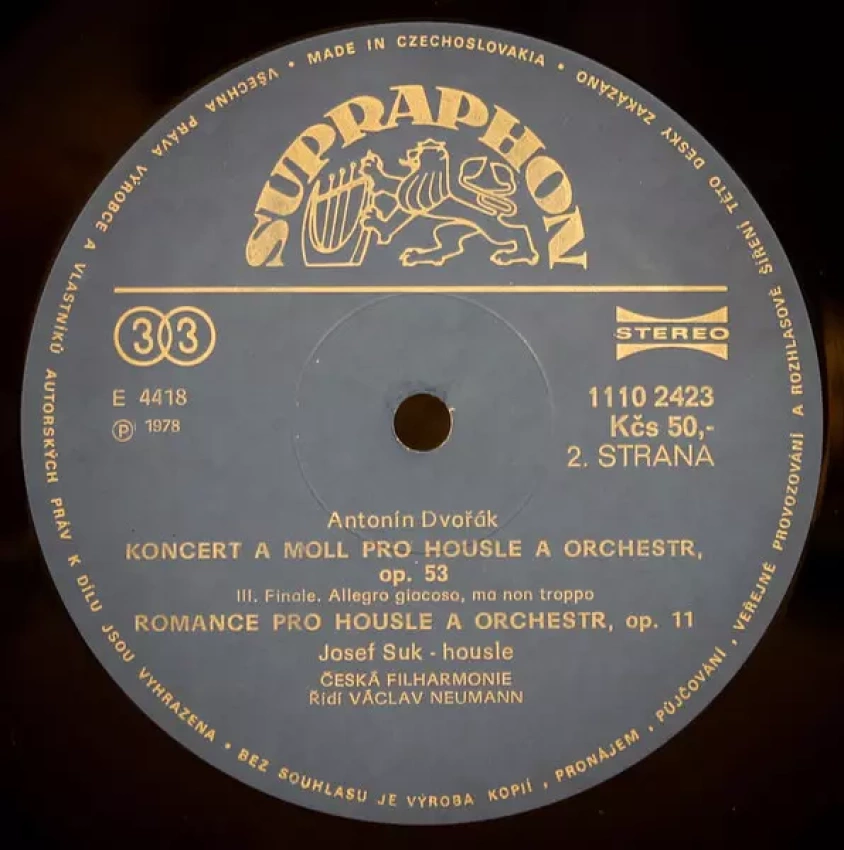 • MADE IN CZECHOSLOVAKIA •
VŠECHNA PRÁVA VÝROBCE A VLASTNÍKŮ AUTORSKÝCH PRÁV K DÍLU JSOU VYHRAZENA • BEZ SOUHLASU JE VÝROBA KOPIÍ, PRONÁJEM, PŮJČOVÁNÍ, VEŘEJNÉ PROVOZOVÁNÍ A ROZHLASOVÉ ŠÍŘENÍ TÉTO DESKY ZAKÁZÁNO
SUPRAPHON
33
STEREO
E 4418
Ⓟ 1978
1110 2423
Kčs 50,-
2. STRANA
Antonín Dvořák
KONCERT A MOLL PRO HOUSLE A ORCHESTR,
op. 53
III. Finale. Allegro giocoso, ma non troppo
ROMANCE PRO HOUSLE A ORCHESTR, op. 11
Josef Suk - housle
ČESKÁ FILHARMONIE
Řídí VÁCLAV NEUMANN